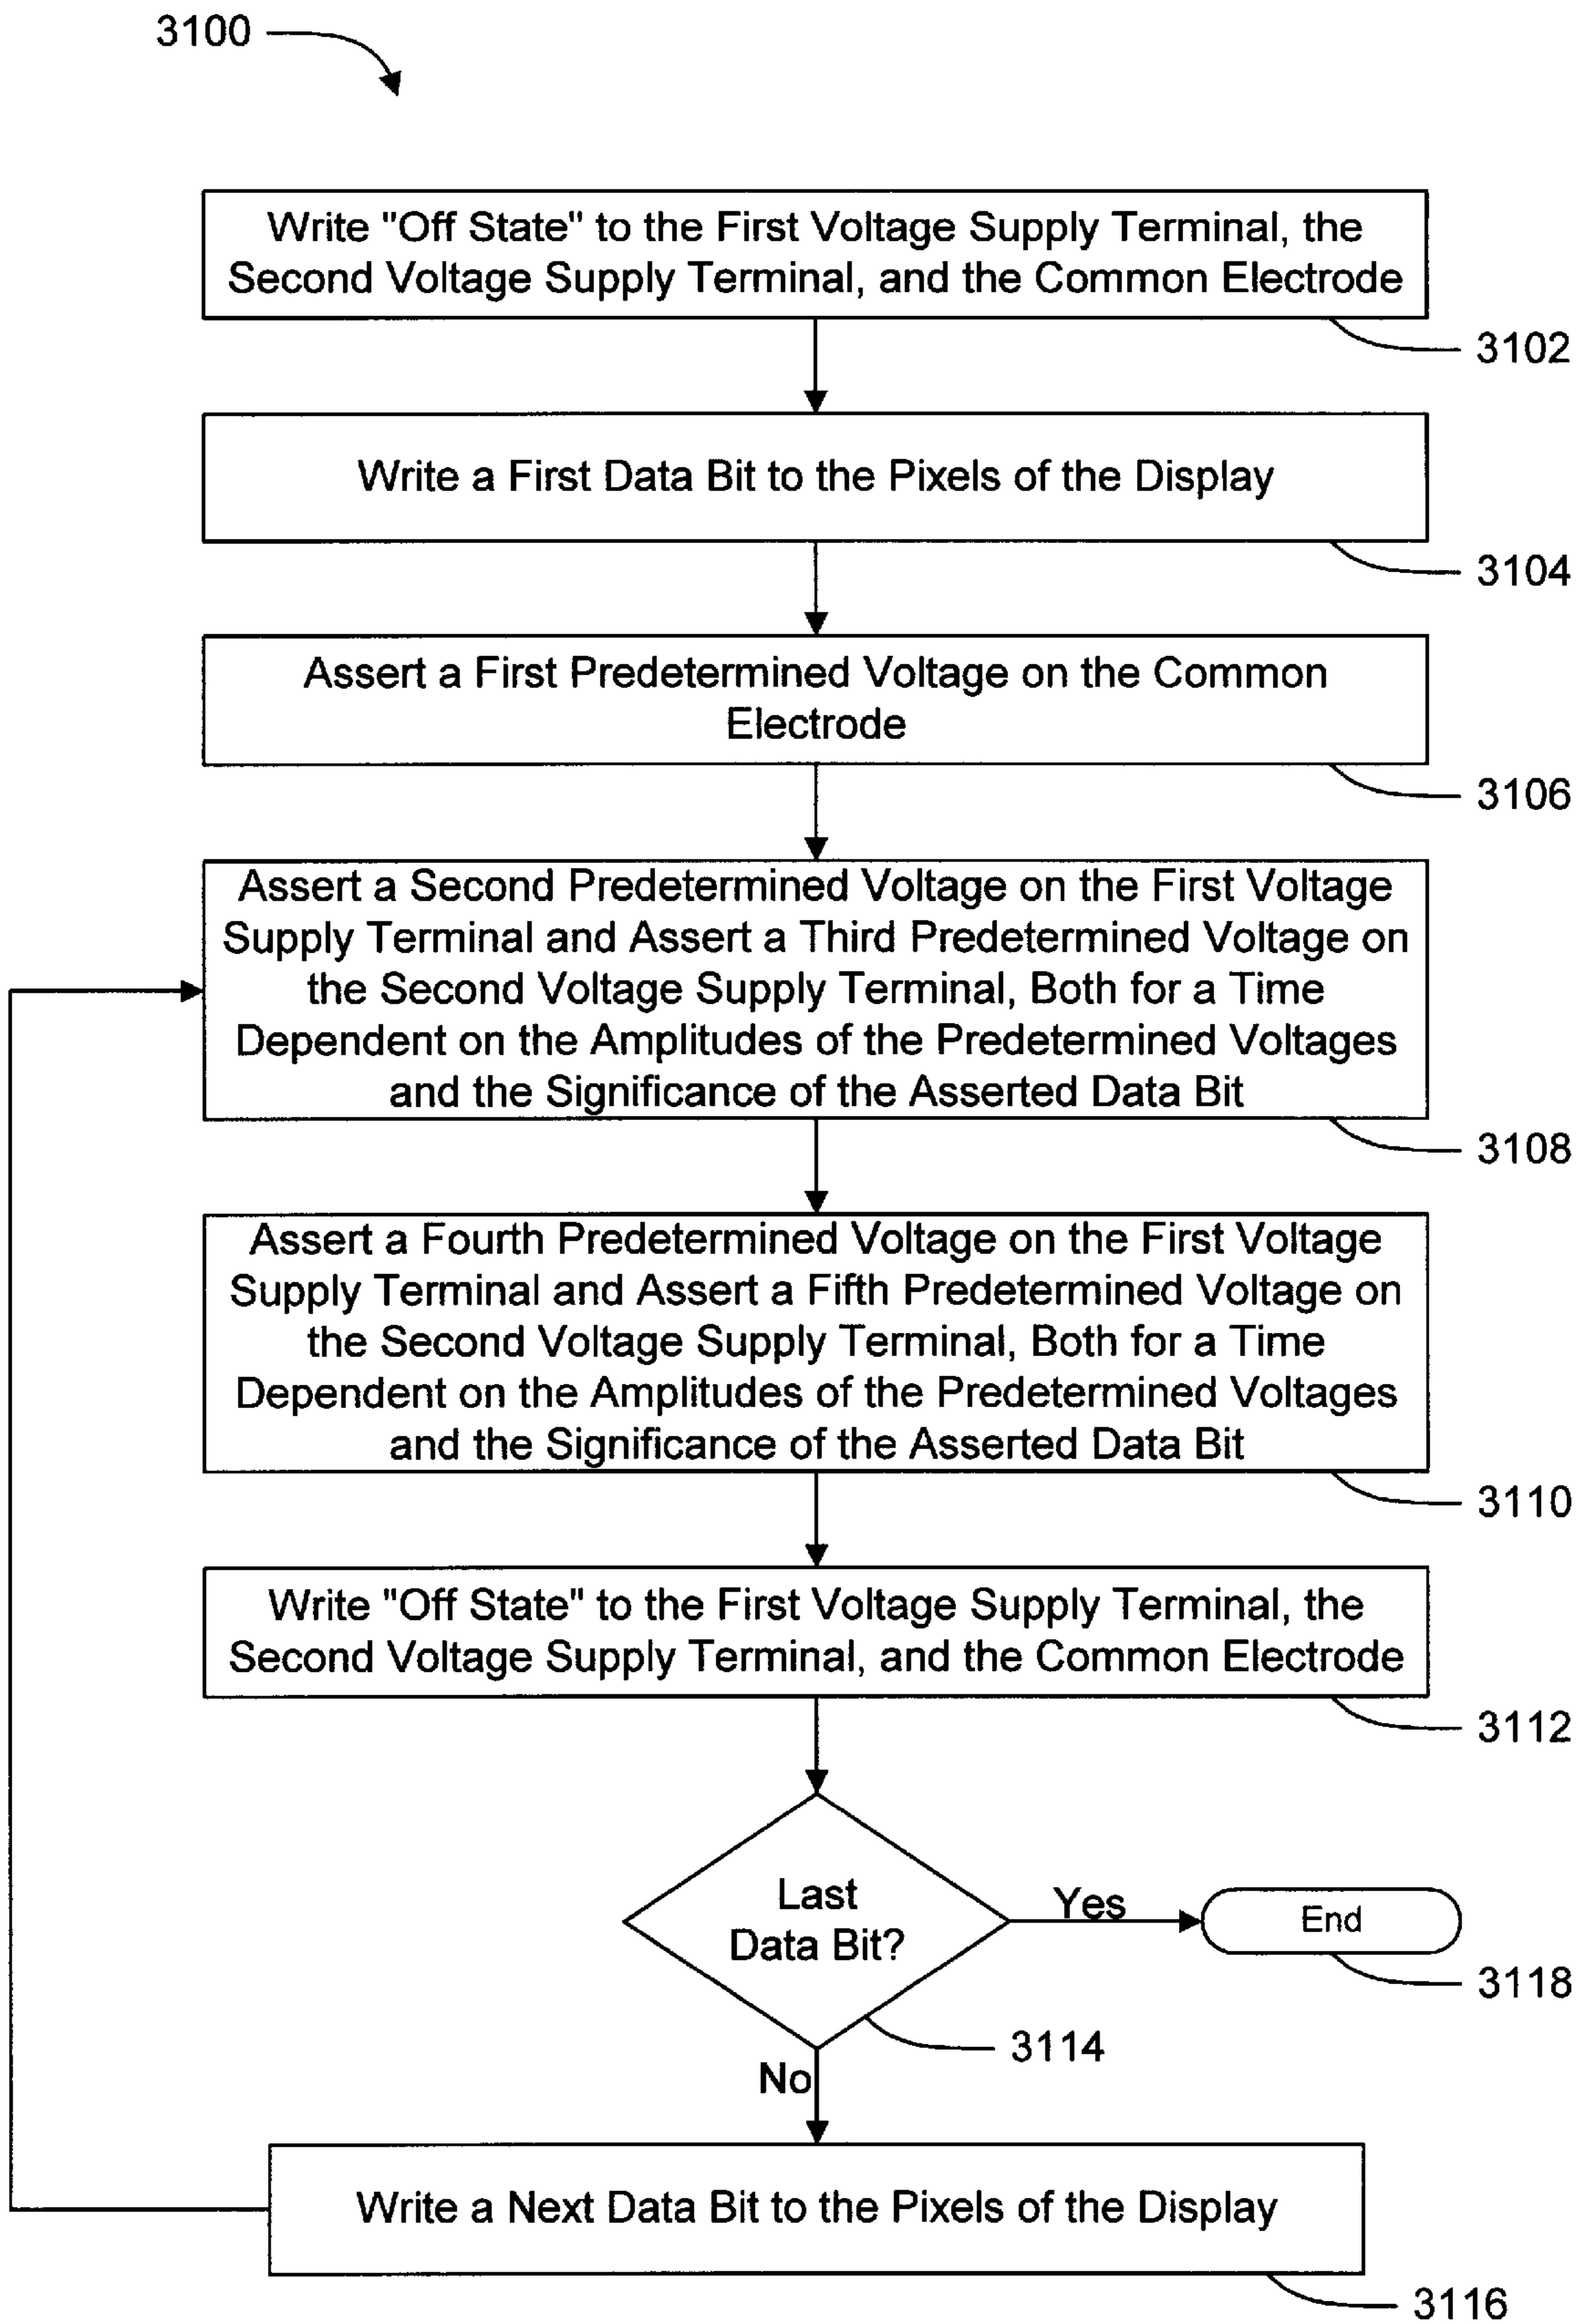 3100
Write "Off State" to the First Voltage Supply Terminal, the
Second Voltage Supply Terminal, and the Common Electrode
3102
Write a First Data Bit to the Pixels of the Display
3104
Assert a First Predetermined Voltage on the Common
Electrode
3106
Assert a Second Predetermined Voltage on the First Voltage
Supply Terminal and Assert a Third Predetermined Voltage on
the Second Voltage Supply Terminal, Both for a Time
Dependent on the Amplitudes of the Predetermined Voltages
and the Significance of the Asserted Data Bit
3108
Assert a Fourth Predetermined Voltage on the First Voltage
Supply Terminal and Assert a Fifth Predetermined Voltage on
the Second Voltage Supply Terminal, Both for a Time
Dependent on the Amplitudes of the Predetermined Voltages
and the Significance of the Asserted Data Bit
3110
Write "Off State" to the First Voltage Supply Terminal, the
Second Voltage Supply Terminal, and the Common Electrode
3112
Last
Data Bit?
Yes
End
3118
3114
No
Write a Next Data Bit to the Pixels of the Display
3116